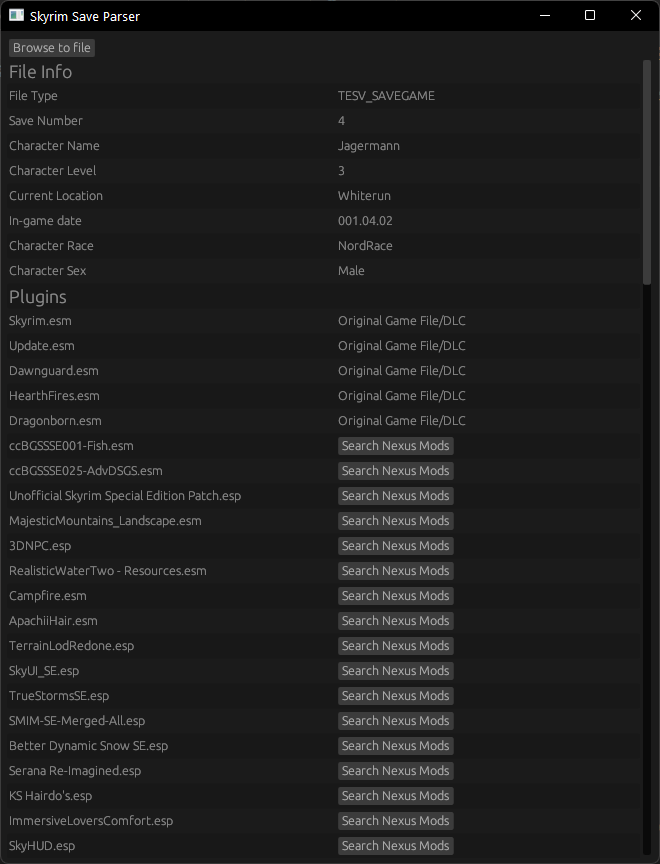 Skyrim Save Parser
Browse to file
File Info
File Type TESV_SAVEGAME
Save Number 4
Character Name Jagermann
Character Level 3
Current Location Whiterun
In-game date 001.04.02
Character Race NordRace
Character Sex Male
Plugins
Skyrim.esm Original Game File/DLC
Update.esm Original Game File/DLC
Dawnguard.esm Original Game File/DLC
HearthFires.esm Original Game File/DLC
Dragonborn.esm Original Game File/DLC
ccBGSSSE001-Fish.esm Search Nexus Mods
ccBGSSSE025-AdvDSGS.esm Search Nexus Mods
Unofficial Skyrim Special Edition Patch.esp Search Nexus Mods
MajesticMountains_Landscape.esm Search Nexus Mods
3DNPC.esp Search Nexus Mods
RealisticWaterTwo - Resources.esm Search Nexus Mods
Campfire.esm Search Nexus Mods
ApachiiHair.esm Search Nexus Mods
TerrainLodRedone.esp Search Nexus Mods
SkyUI_SE.esp Search Nexus Mods
TrueStormsSE.esp Search Nexus Mods
SMIM-SE-Merged-All.esp Search Nexus Mods
Better Dynamic Snow SE.esp Search Nexus Mods
Serana Re-Imagined.esp Search Nexus Mods
KS Hairdo's.esp Search Nexus Mods
ImmersiveLoversComfort.esp Search Nexus Mods
SkyHUD.esp Search Nexus Mods